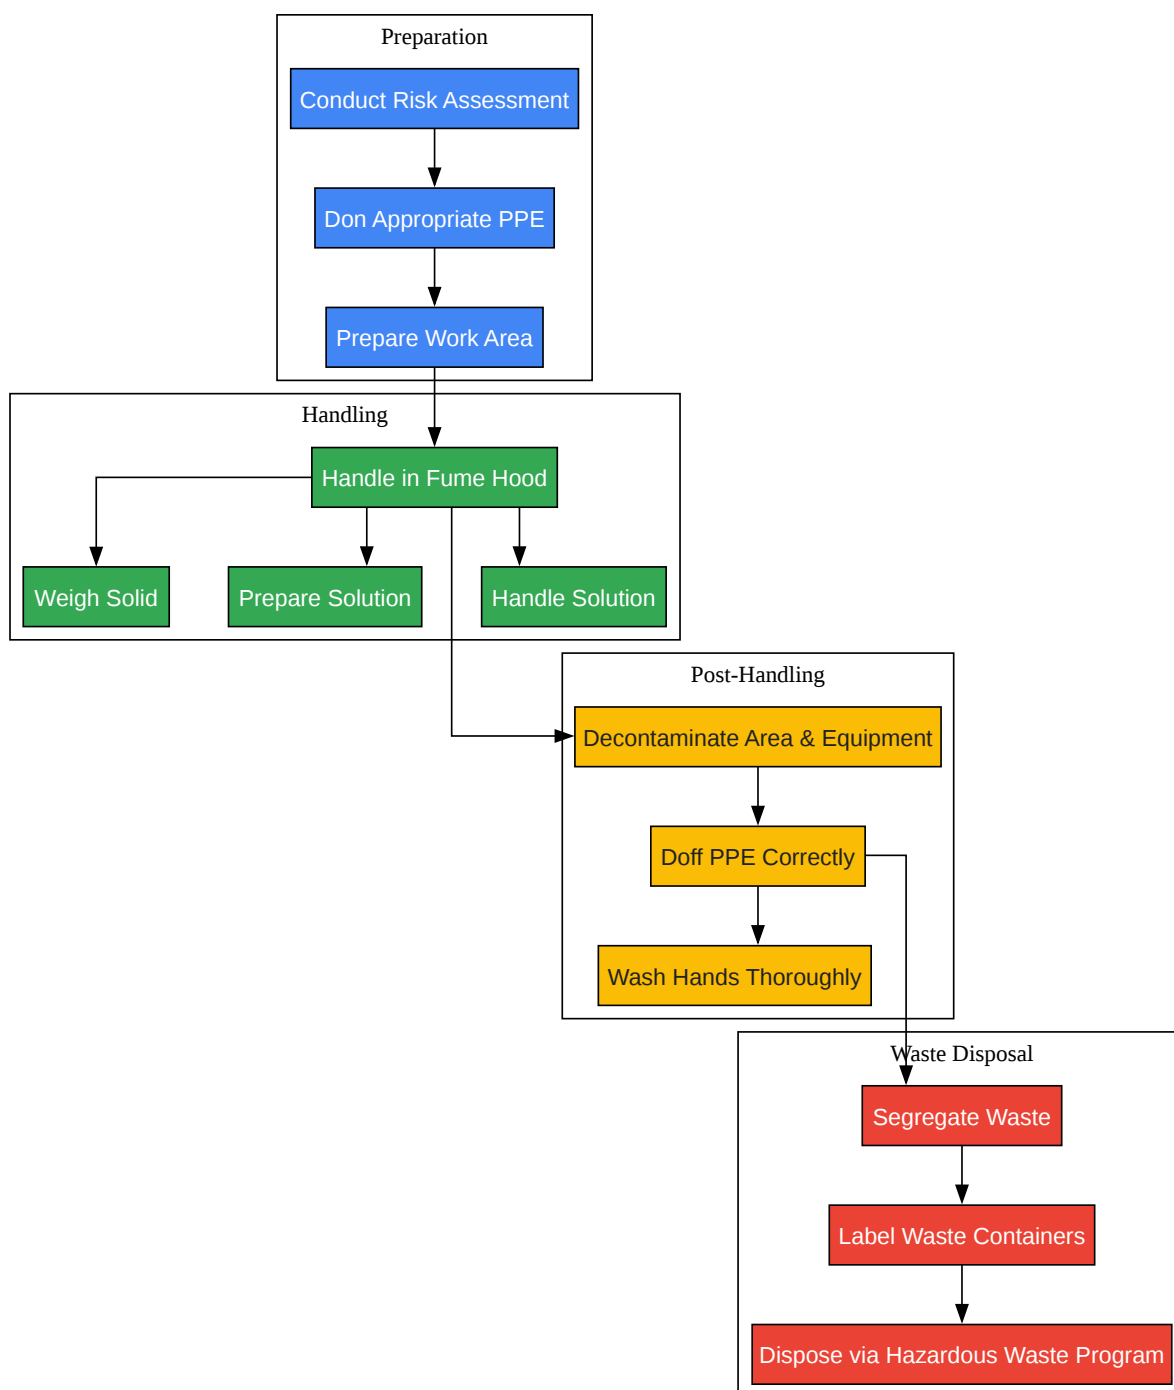 Preparation
Conduct Risk Assessment
Don Appropriate PPE
Prepare Work Area
Handling
Handle in Fume Hood
Weigh Solid
Prepare Solution
Handle Solution
Post-Handling
Decontaminate Area & Equipment
Doff PPE Correctly
Wash Hands Thoroughly
Waste Disposal
Segregate Waste
Label Waste Containers
Dispose via Hazardous Waste Program